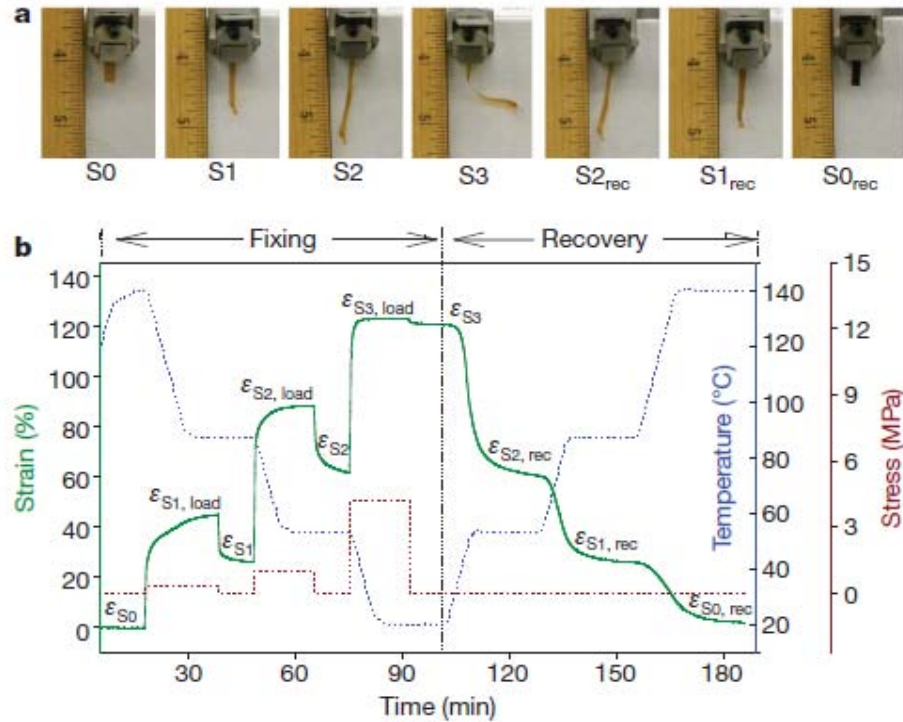 a
S0 S1 S2 S3 S2rec S1rec S0rec
b
Fixing Recovery
140 120 100 80 60 40 20 0
Strain (%)
εS0
εS1, load
εS1
εS2, load
εS2
εS3, load
εS3
εS2, rec
εS1, rec
εS0, rec
140 120 100 80 60 40 20
Temperature (°C)
15 12 9 6 3 0
Stress (MPa)
30 60 90 120 150 180
Time (min)